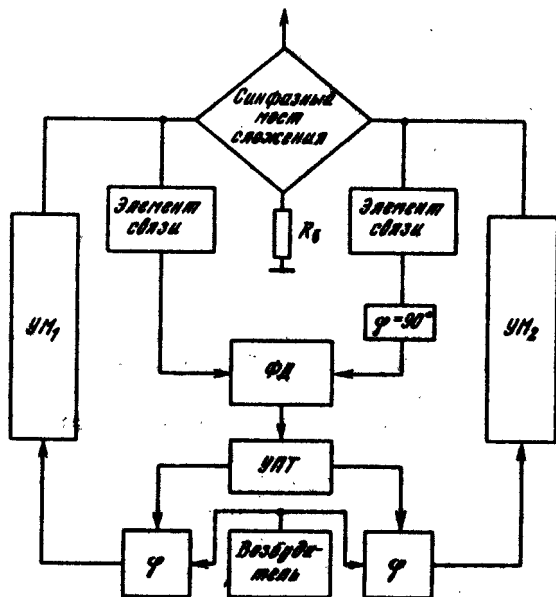 Синфазный
мост
сложения
Элемент
связи
Rб
Элемент
связи
φ=90°
УМ1
УМ2
ФД
УПТ
φ
Возбуди-
тель
φ